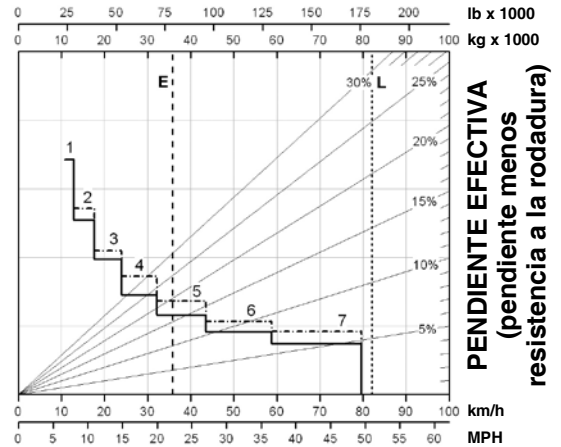 0 25 50 75 100 125 150 175 200 lb x 1000
0 10 20 30 40 50 60 70 80 90 100 kg x 1000
E 30% L 25%
20%
15%
10%
5%
1
2
3
4
5
6
7
PENDIENTE EFECTIVA
(pendiente menos
resistencia a la rodadura)
0 10 20 30 40 50 60 70 80 90 100 km/h
0 5 10 15 20 25 30 35 40 45 50 55 60 MPH